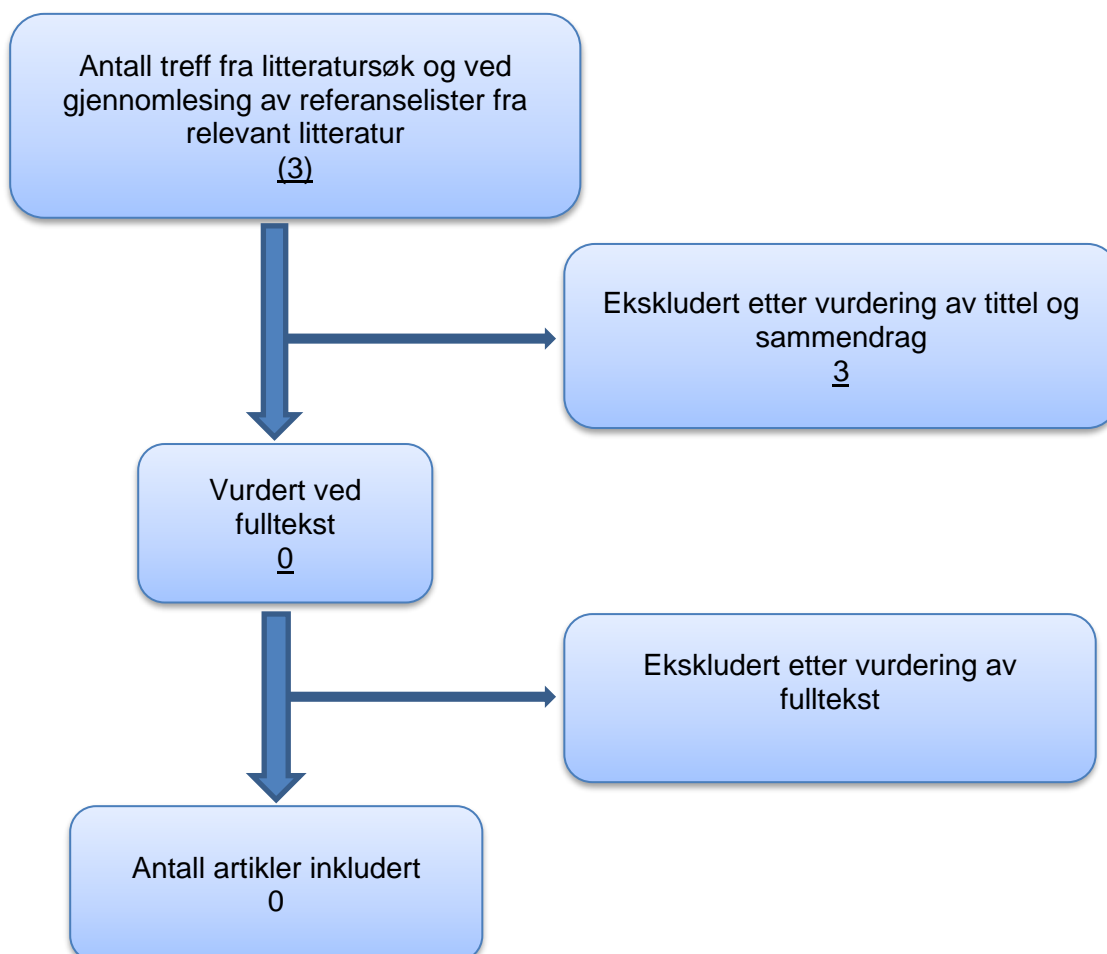 Antall treff fra litteratursøk og ved
gjennomlesing av referanselister fra
relevant litteratur
(3)
Ekskludert etter vurdering av tittel og
sammendrag
3
Vurdert ved
fulltekst
0
Ekskludert etter vurdering av
fulltekst
Antall artikler inkludert
0